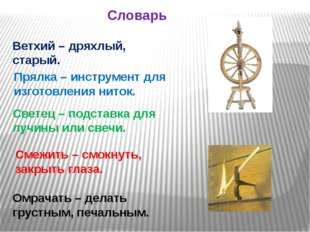 Словарь
Ветхий – дряхлый,
старый.
Прялка – инструмент для
изготовления ниток.
Светец – подставка для
лучины или свечи.
Смежить – смокнуть,
закрыть глаза.
Омрачать – делать
грустным, печальным.